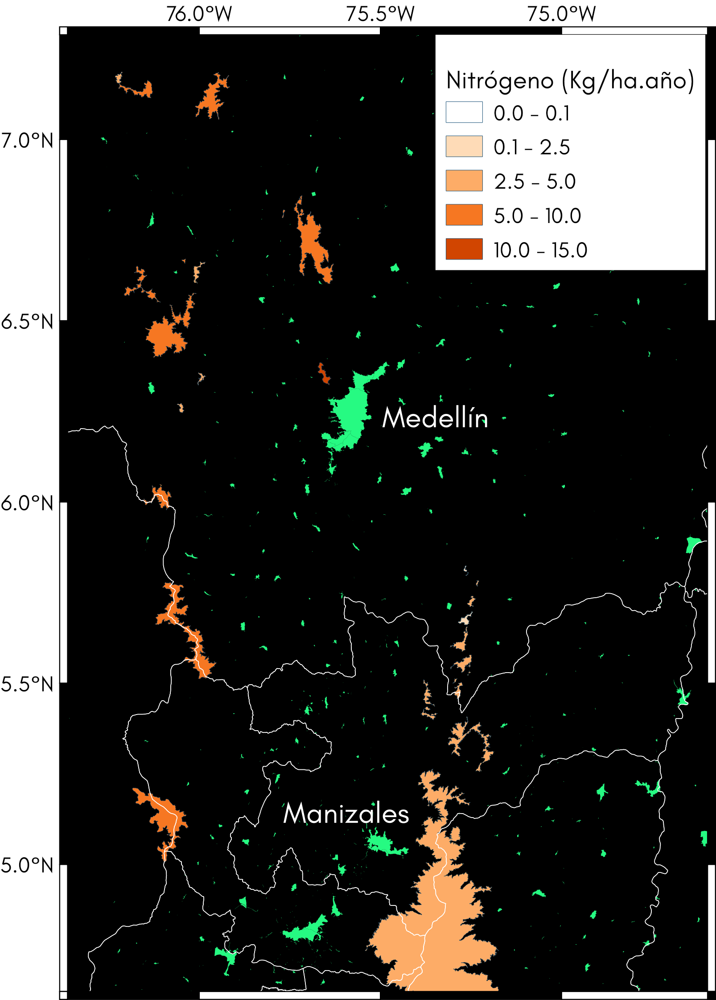 76.0°W 75.5°W 75.0°W
Nitrógeno (Kg/ha.año)
0.0 – 0.1
7.0°N
0.1 – 2.5
2.5 – 5.0
5.0 – 10.0
10.0 – 15.0
6.5°N
Medellín
6.0°N
5.5°N
Manizales
5.0°N